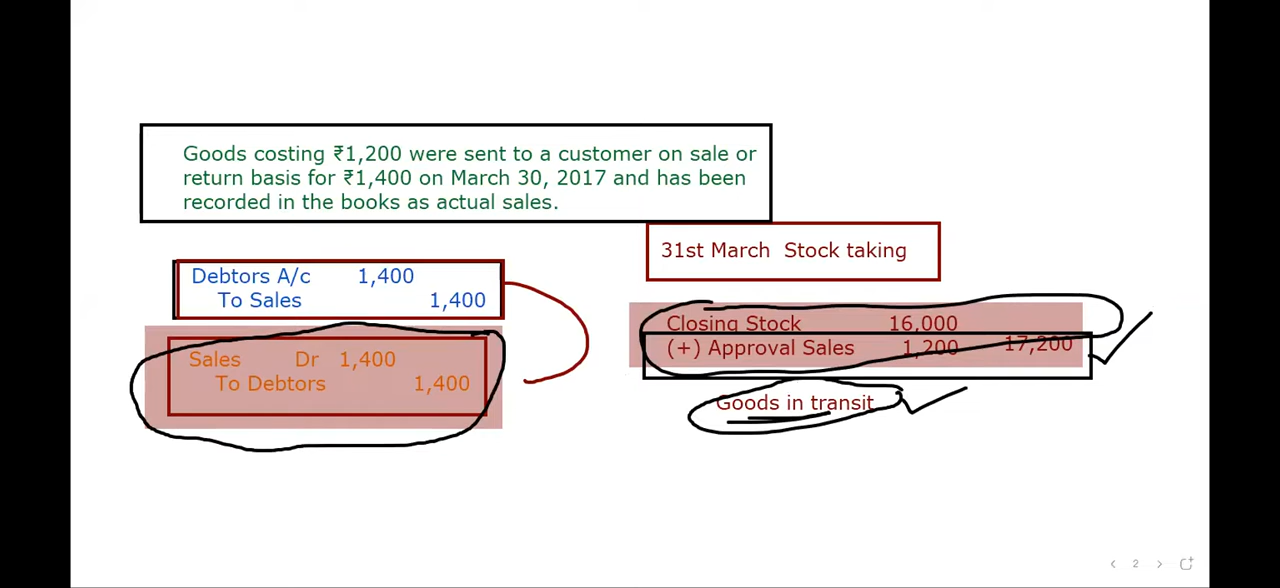 Goods costing ₹1,200 were sent to a customer on sale or
return basis for ₹1,400 on March 30, 2017 and has been
recorded in the books as actual sales.
31st March Stock taking
Debtors A/c 1,400
To Sales 1,400
Sales Dr 1,400
To Debtors 1,400
Closing Stock 16,000
(+) Approval Sales 1,200 17,200
Goods in transit
2